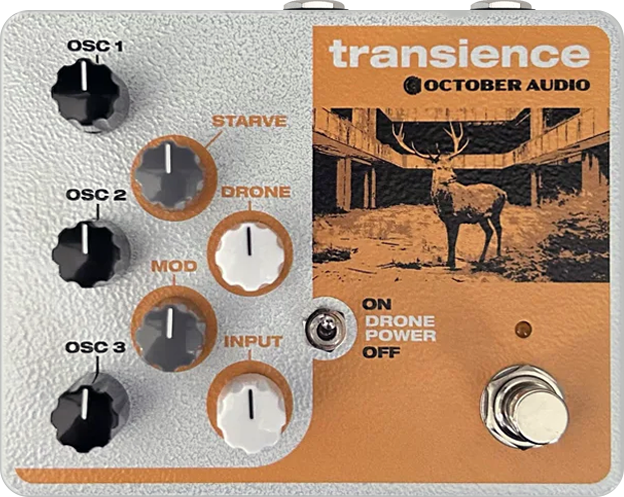 OSC 1
transience
OCTOBER AUDIO
STARVE
OSC 2
DRONE
MOD
ON
DRONE
POWER
OFF
OSC 3
INPUT